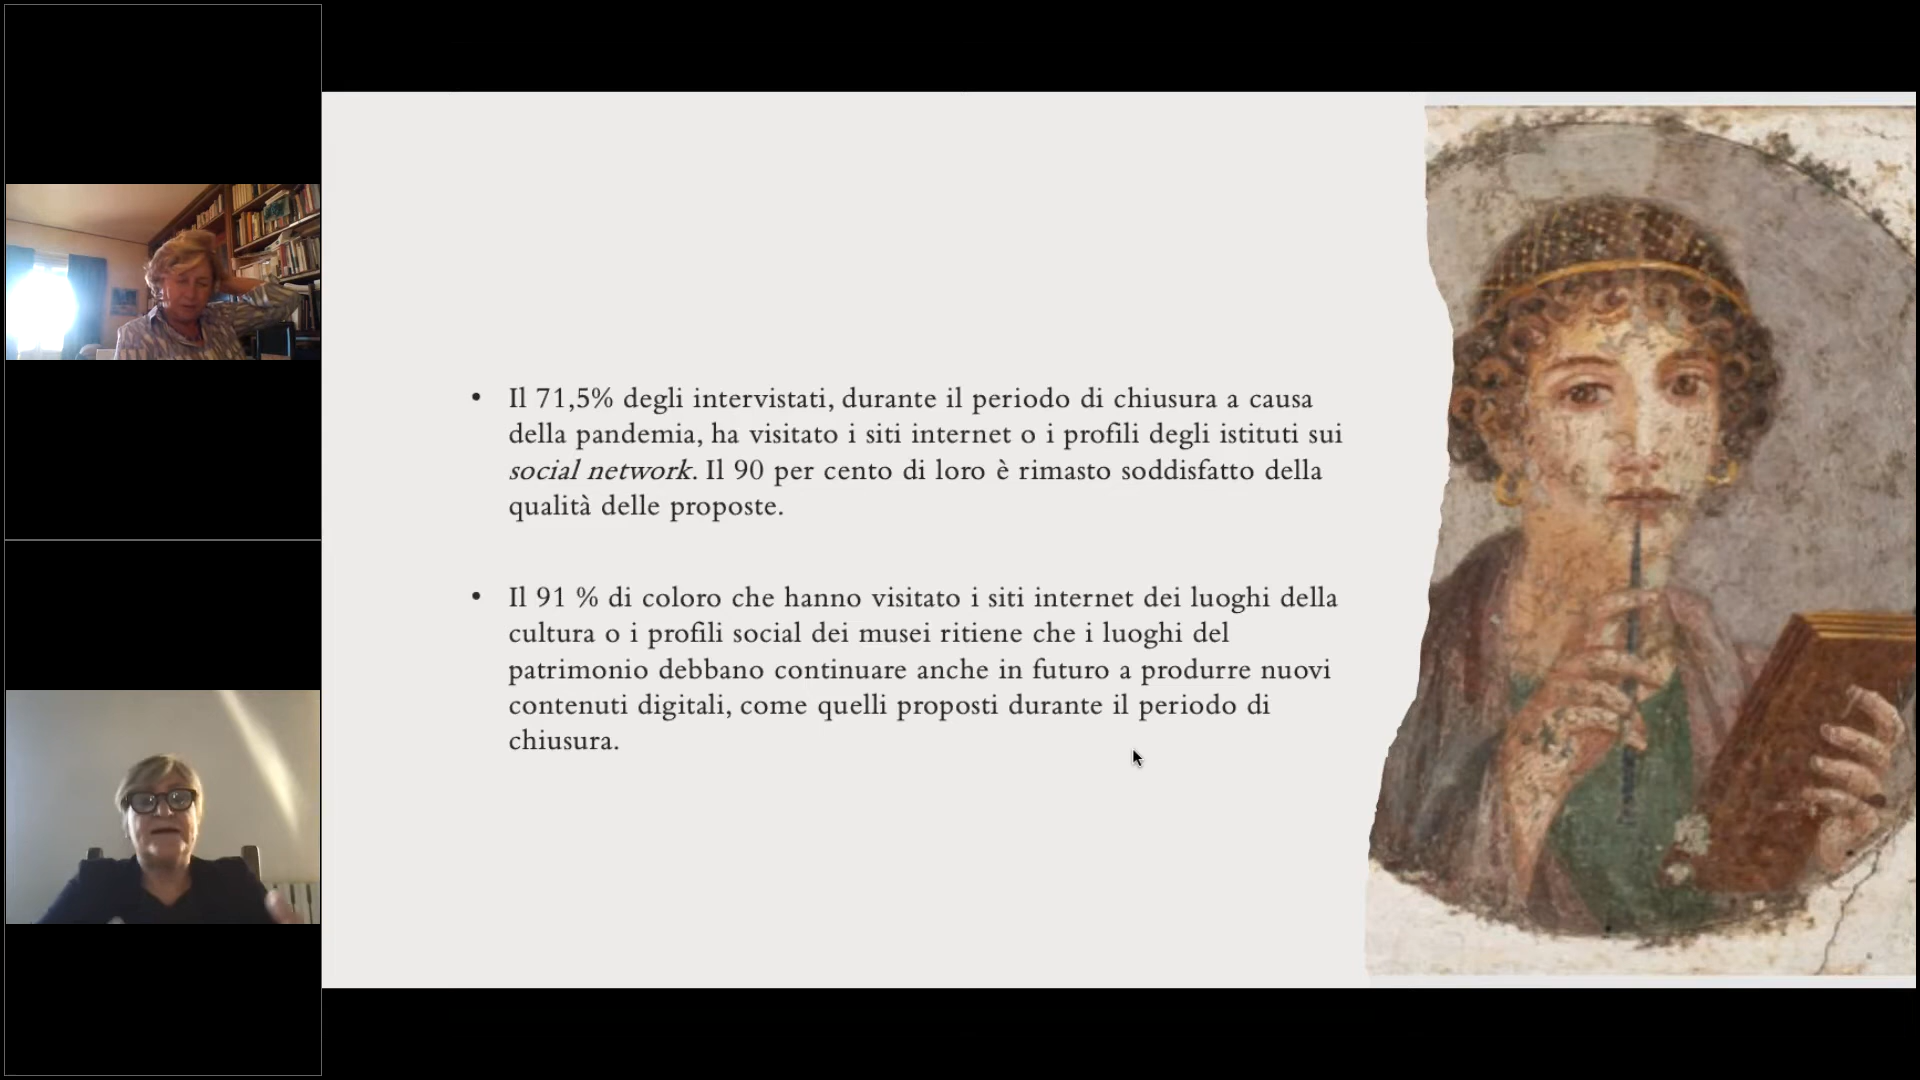 • Il 71,5% degli intervistati, durante il periodo di chiusura a causa
della pandemia, ha visitato i siti internet o i profili degli istituti sui
social network. Il 90 per cento di loro è rimasto soddisfatto della
qualità delle proposte.
• Il 91 % di coloro che hanno visitato i siti internet dei luoghi della
cultura o i profili social dei musei ritiene che i luoghi del
patrimonio debbano continuare anche in futuro a produrre nuovi
contenuti digitali, come quelli proposti durante il periodo di
chiusura.